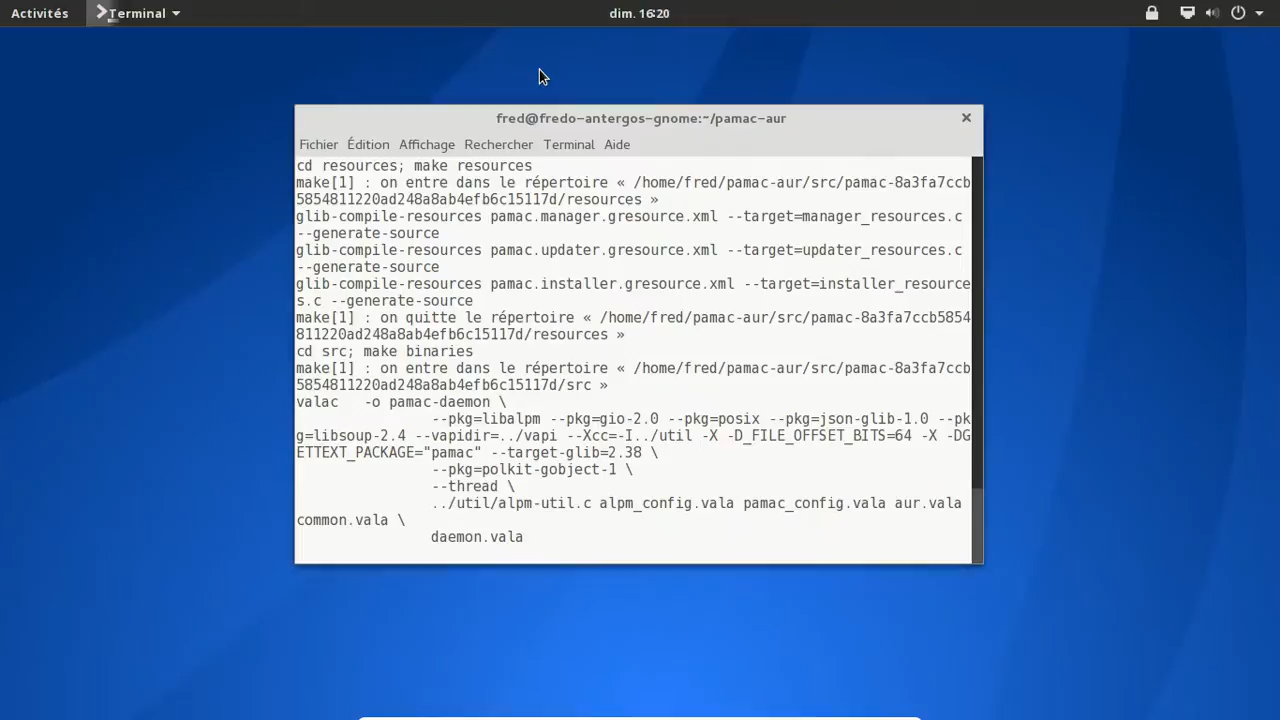 Activités
Terminal
dim. 16:20
fred@fredo-antergos-gnome:~/pamac-aur
Fichier Édition Affichage Rechercher Terminal Aide
cd resources; make resources
make[1] : on entre dans le répertoire « /home/fred/pamac-aur/src/pamac-8a3fa7ccb
5854811220ad248a8ab4efb6c15117d/resources »
glib-compile-resources pamac.manager.gresource.xml --target=manager_resources.c
--generate-source
glib-compile-resources pamac.updater.gresource.xml --target=updater_resources.c
--generate-source
glib-compile-resources pamac.installer.gresource.xml --target=installer_resource
s.c --generate-source
make[1] : on quitte le répertoire « /home/fred/pamac-aur/src/pamac-8a3fa7ccb5854
811220ad248a8ab4efb6c15117d/resources »
cd src; make binaries
make[1] : on entre dans le répertoire « /home/fred/pamac-aur/src/pamac-8a3fa7ccb
5854811220ad248a8ab4efb6c15117d/src »
valac   -o pamac-daemon \
--pkg=libalpm --pkg=gio-2.0 --pkg=posix --pkg=json-glib-1.0 --pk
g=libsoup-2.4 --vapidir=../vapi --Xcc=-I../util -X -D_FILE_OFFSET_BITS=64 -X -DG
ETTEXT_PACKAGE="pamac" --target-glib=2.38 \
--pkg=polkit-gobject-1 \
--thread \
../util/alpm-util.c alpm_config.vala pamac_config.vala aur.vala
common.vala \
daemon.vala